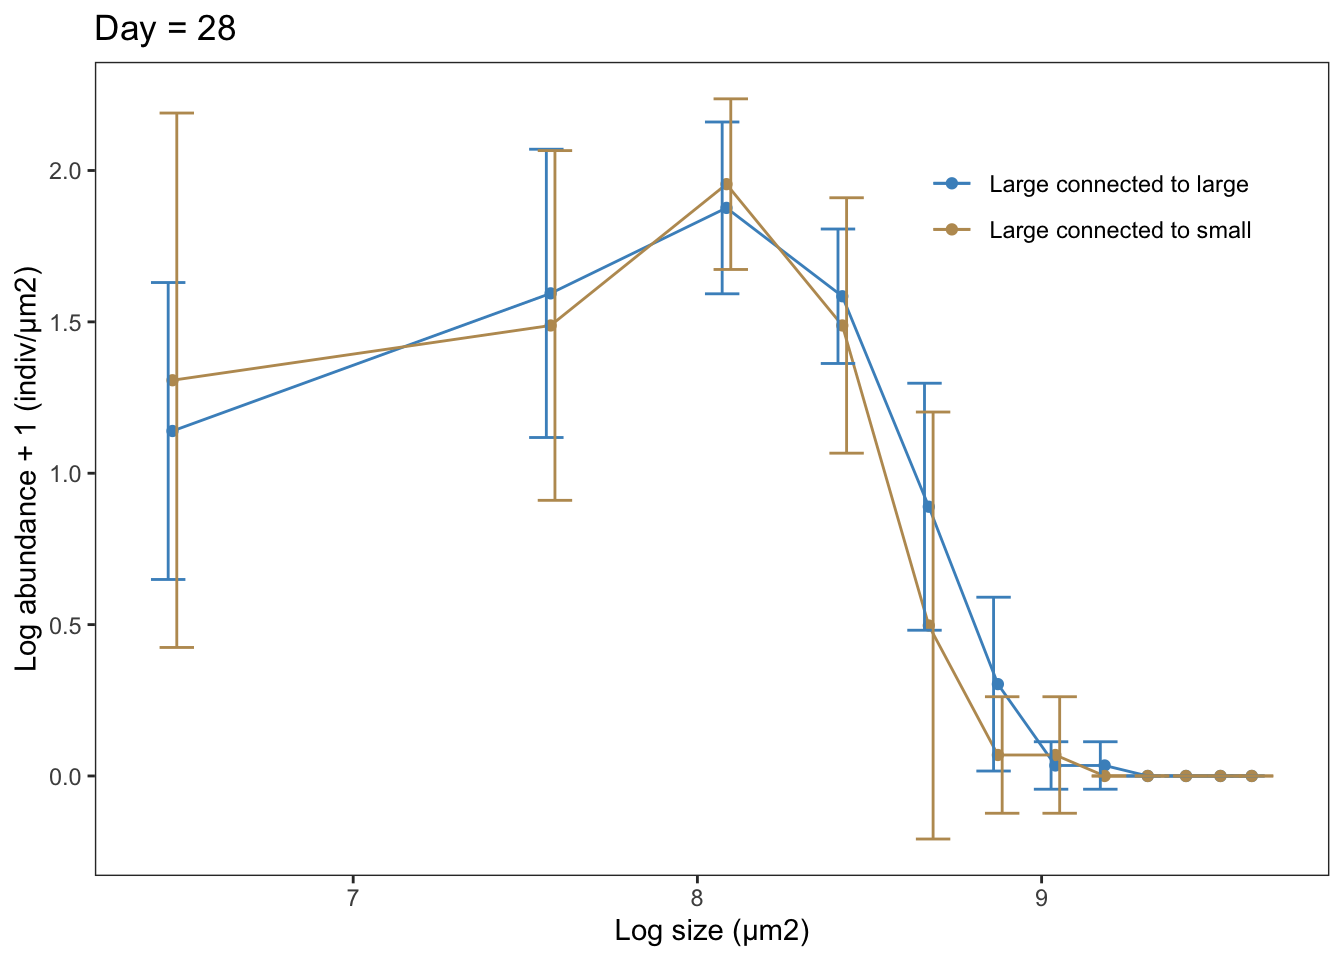 Day = 28
Log abundance + 1 (indiv/µm2)
2.0
1.5
1.0
0.5
0.0
Large connected to large
Large connected to small
7
8
9
Log size (µm2)